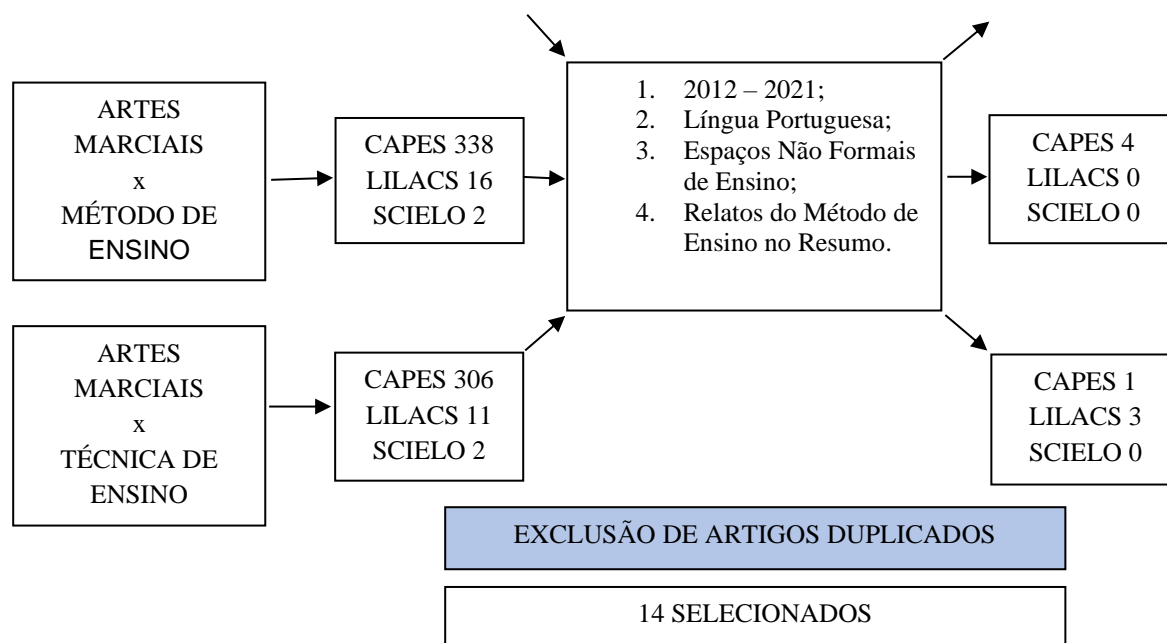 ARTES
MARCIAIS
x
MÉTODO DE
ENSINO
CAPES 338
LILACS 16
SCIELO 2
1. 2012 – 2021;
2. Língua Portuguesa;
3. Espaços Não Formais
de Ensino;
4. Relatos do Método de
Ensino no Resumo.
CAPES 4
LILACS 0
SCIELO 0
ARTES
MARCIAIS
x
TÉCNICA DE
ENSINO
CAPES 306
LILACS 11
SCIELO 2
CAPES 1
LILACS 3
SCIELO 0
EXCLUSÃO DE ARTIGOS DUPLICADOS
14 SELECIONADOS